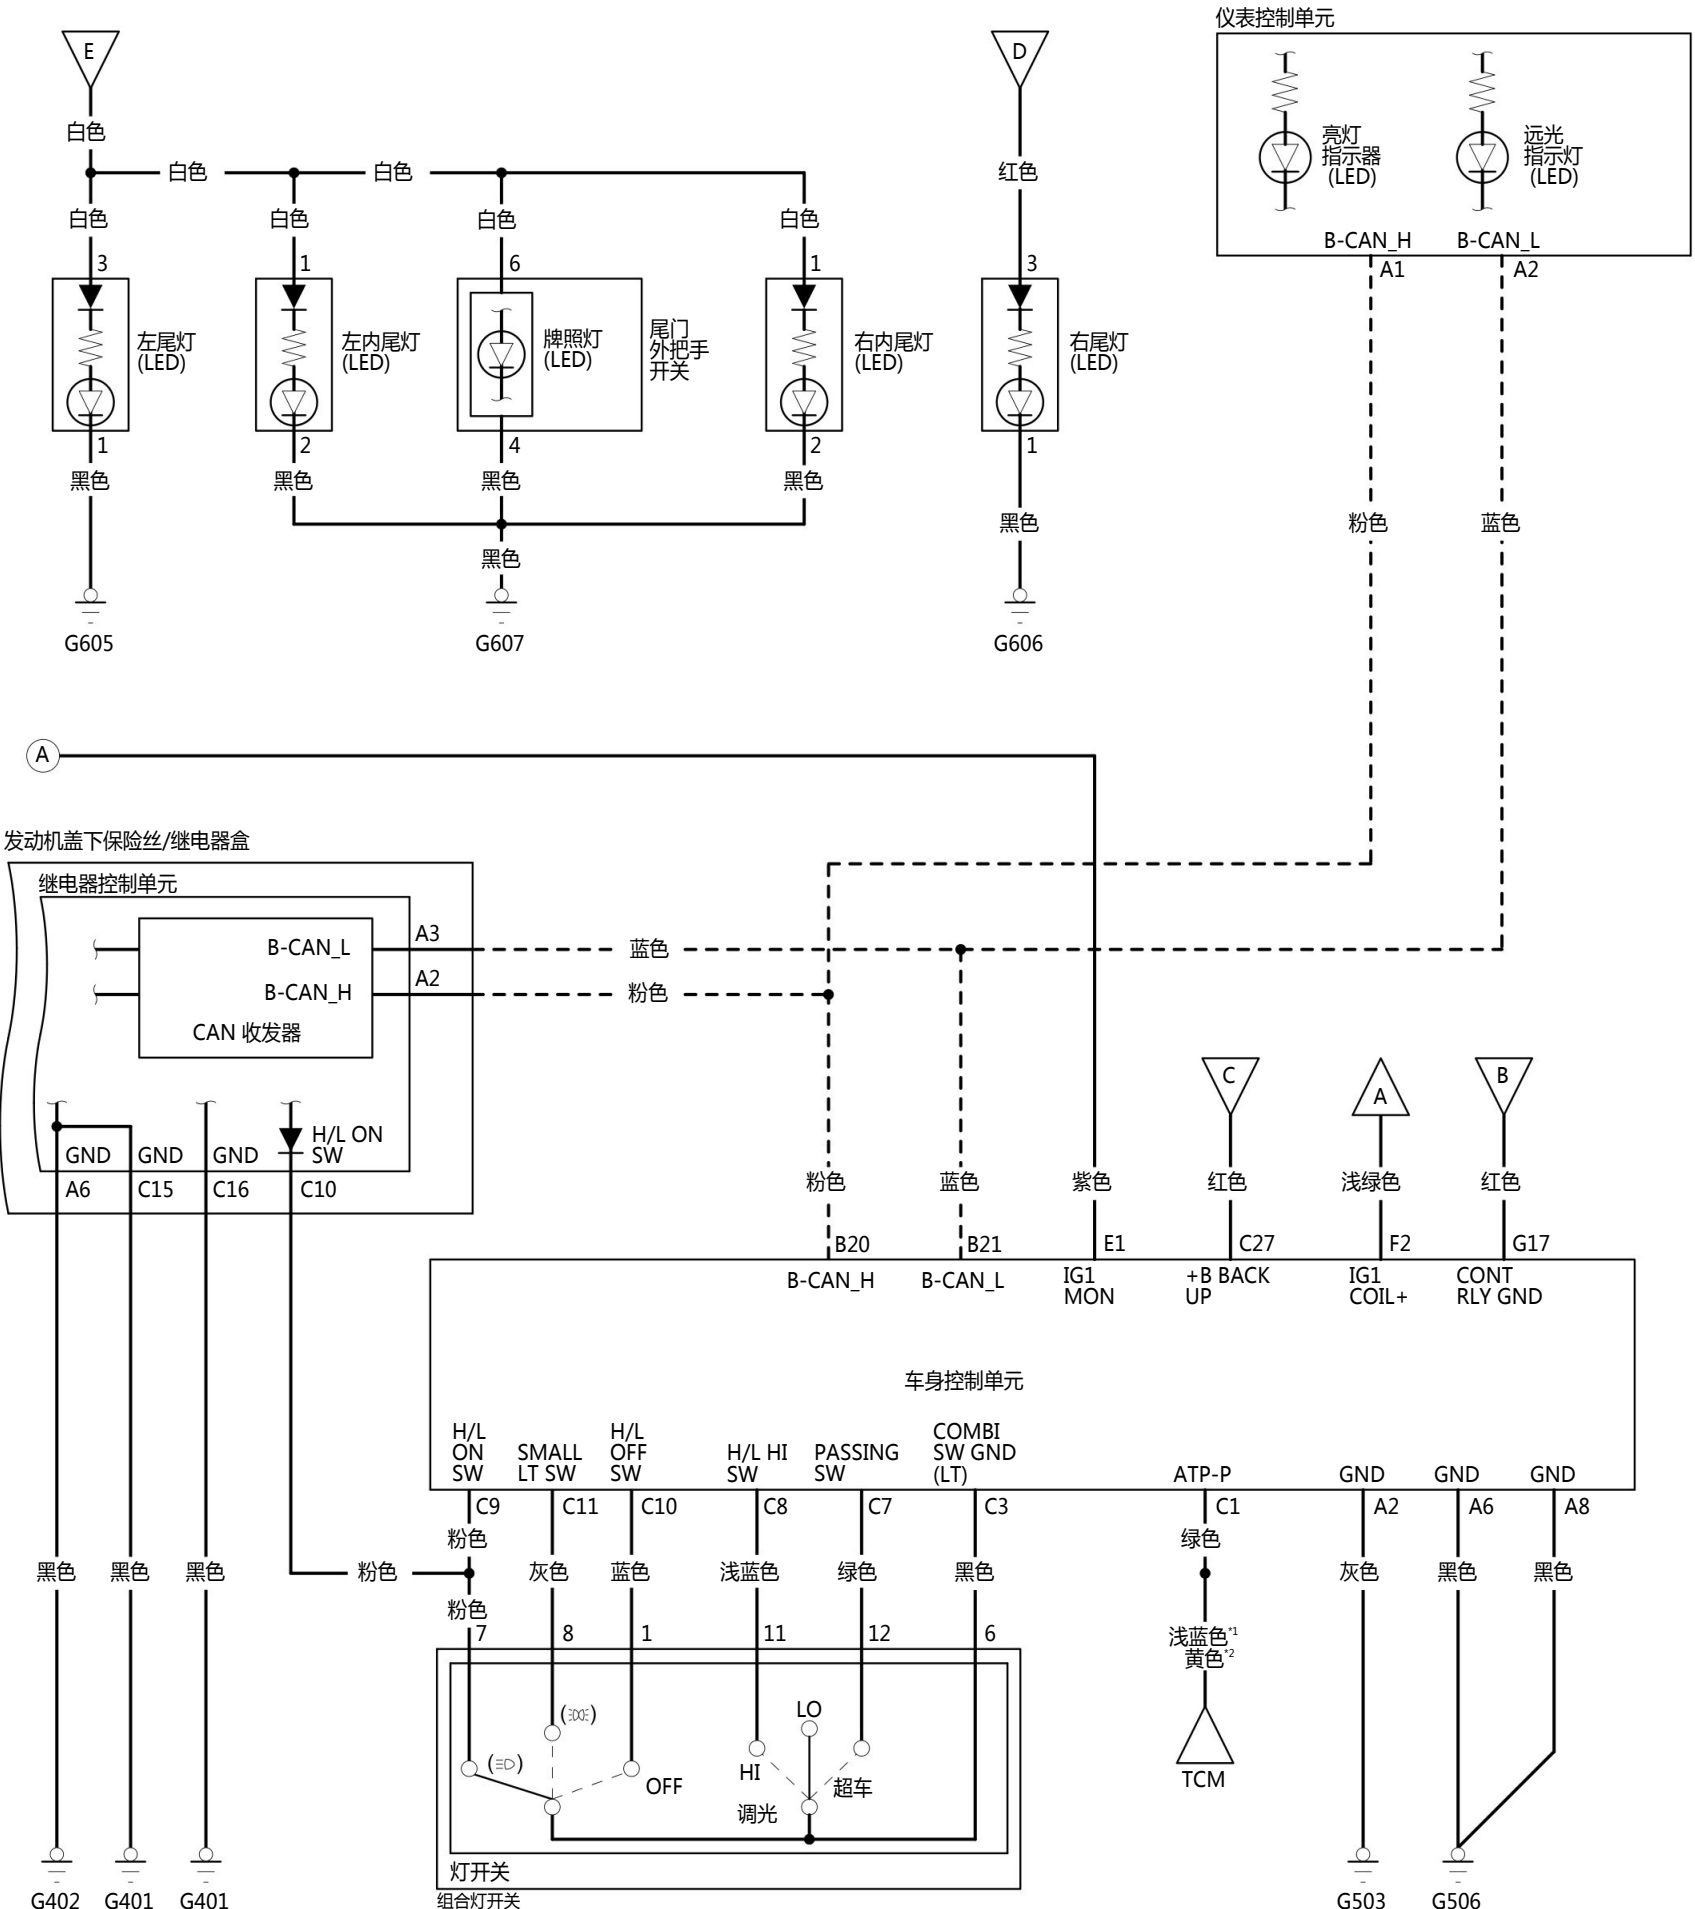 仪表控制单元
E
D
亮灯
指示器
(LED)
远光
指示灯
(LED)
白色
白色
白色
红色
白色
白色
白色
白色
B-CAN_H
B-CAN_L
A1
A2
3
1
6
1
3
左尾灯
(LED)
左内尾灯
(LED)
牌照灯
(LED)
尾门
外把手
开关
右内尾灯
(LED)
右尾灯
(LED)
1
2
4
2
1
黑色
黑色
黑色
黑色
黑色
粉色
蓝色
黑色
G605
G607
G606
A
发动机盖下保险丝/继电器盒
继电器控制单元
B-CAN_L
A3
蓝色
B-CAN_H
A2
粉色
CAN 收发器
C
A
B
GND
GND
GND
H/L ON
SW
A6
C15
C16
C10
粉色
蓝色
紫色
红色
浅绿色
红色
B20
B21
E1
C27
F2
G17
B-CAN_H
B-CAN_L
IG1
MON
+B BACK
UP
IG1
COIL+
CONT
RLY GND
车身控制单元
H/L
ON
SW
SMALL
LT SW
H/L
OFF
SW
H/L HI
SW
PASSING
SW
COMBI
SW GND
(LT)
ATP-P
GND
GND
GND
C9
C11
C10
C8
C7
C3
C1
A2
A6
A8
粉色
绿色
黑色
黑色
黑色
粉色
灰色
蓝色
浅蓝色
绿色
黑色
灰色
黑色
黑色
粉色
7
8
1
11
12
6
浅蓝色*1
黄色*2
LO
HI
OFF
超车
调光
TCM
灯开关
组合灯开关
G402
G401
G401
G503
G506